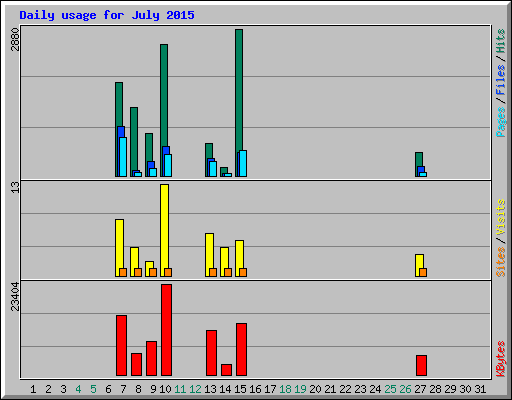 Daily usage for July 2015
2880
Pages / Files / Hits
13
Sites / Visits
23404
KBytes
1 2 3 4 5 6 7 8 9 10 11 12 13 14 15 16 17 18 19 20 21 22 23 24 25 26 27 28 29 30 31